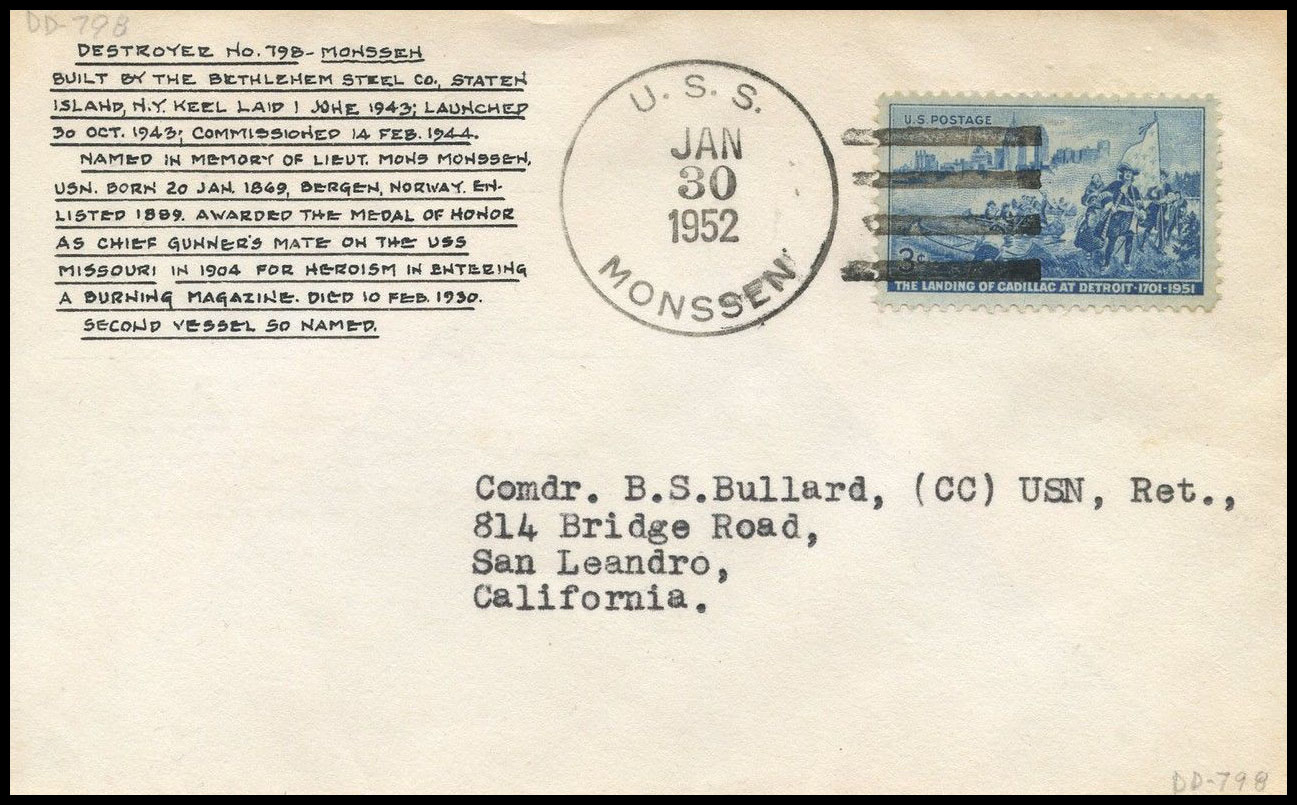 DD-798
DESTROYER NO. 798- MONSSEN
BUILT BY THE BETHLEHEM STEEL CO., STATEN
ISLAND, N.Y. KEEL LAID 1 JUNE 1943; LAUNCHED
30 OCT. 1943; COMMISSIONED 14 FEB. 1944.
NAMED IN MEMORY OF LIEUT. MONS MONSSEN,
USN. BORN 20 JAN. 1869, BERGEN, NORWAY. EN-
LISTED 1889. AWARDED THE MEDAL OF HONOR
AS CHIEF GUNNER'S MATE ON THE USS
MISSOURI IN 1904 FOR HEROISM IN ENTERING
A BURNING MAGAZINE. DIED 10 FEB. 1930.
SECOND VESSEL SO NAMED.
U. S. S.
JAN
30
1952
MONSSEN
U.S. POSTAGE
3¢
THE LANDING OF CADILLAC AT DETROIT·1701-1951
Comdr. B.S.Bullard, (CC) USN, Ret.,
814 Bridge Road,
San Leandro,
California.
DD-798